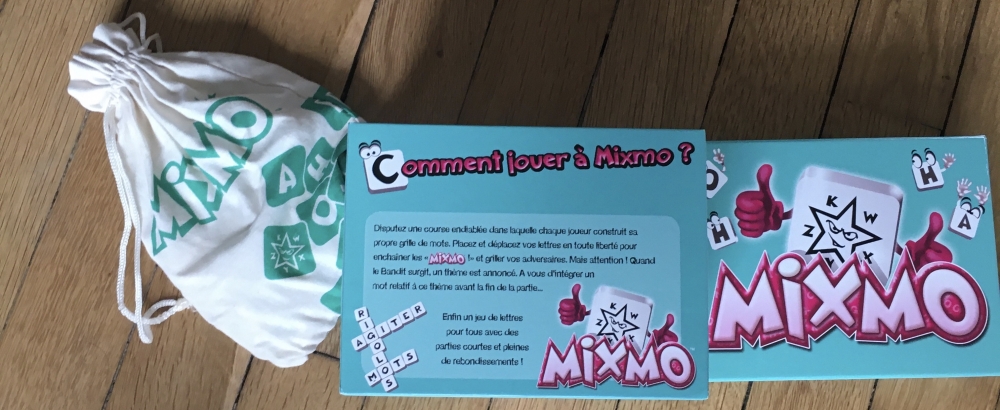 MixMO
A
Comment jouer à Mixmo ?
Disputez une course endiablée dans laquelle chaque joueur construit sa
propre grille de mots. Placez et déplacez vos lettres en toute liberté pour
enchaîner les « MiXMO ! » et griller vos adversaires. Mais attention ! Quand
le Bandit surgit, un thème est annoncé. A vous d'intégrer un
mot relatif à ce thème avant la fin de la partie...
RIGOLOS
AGITER
MOTS
Enfin un jeu de lettres
pour tous avec des
parties courtes et pleines
de rebondissements !
K W
Z X
MiXMO
O
H
H
A
K W
Z
MiXMO